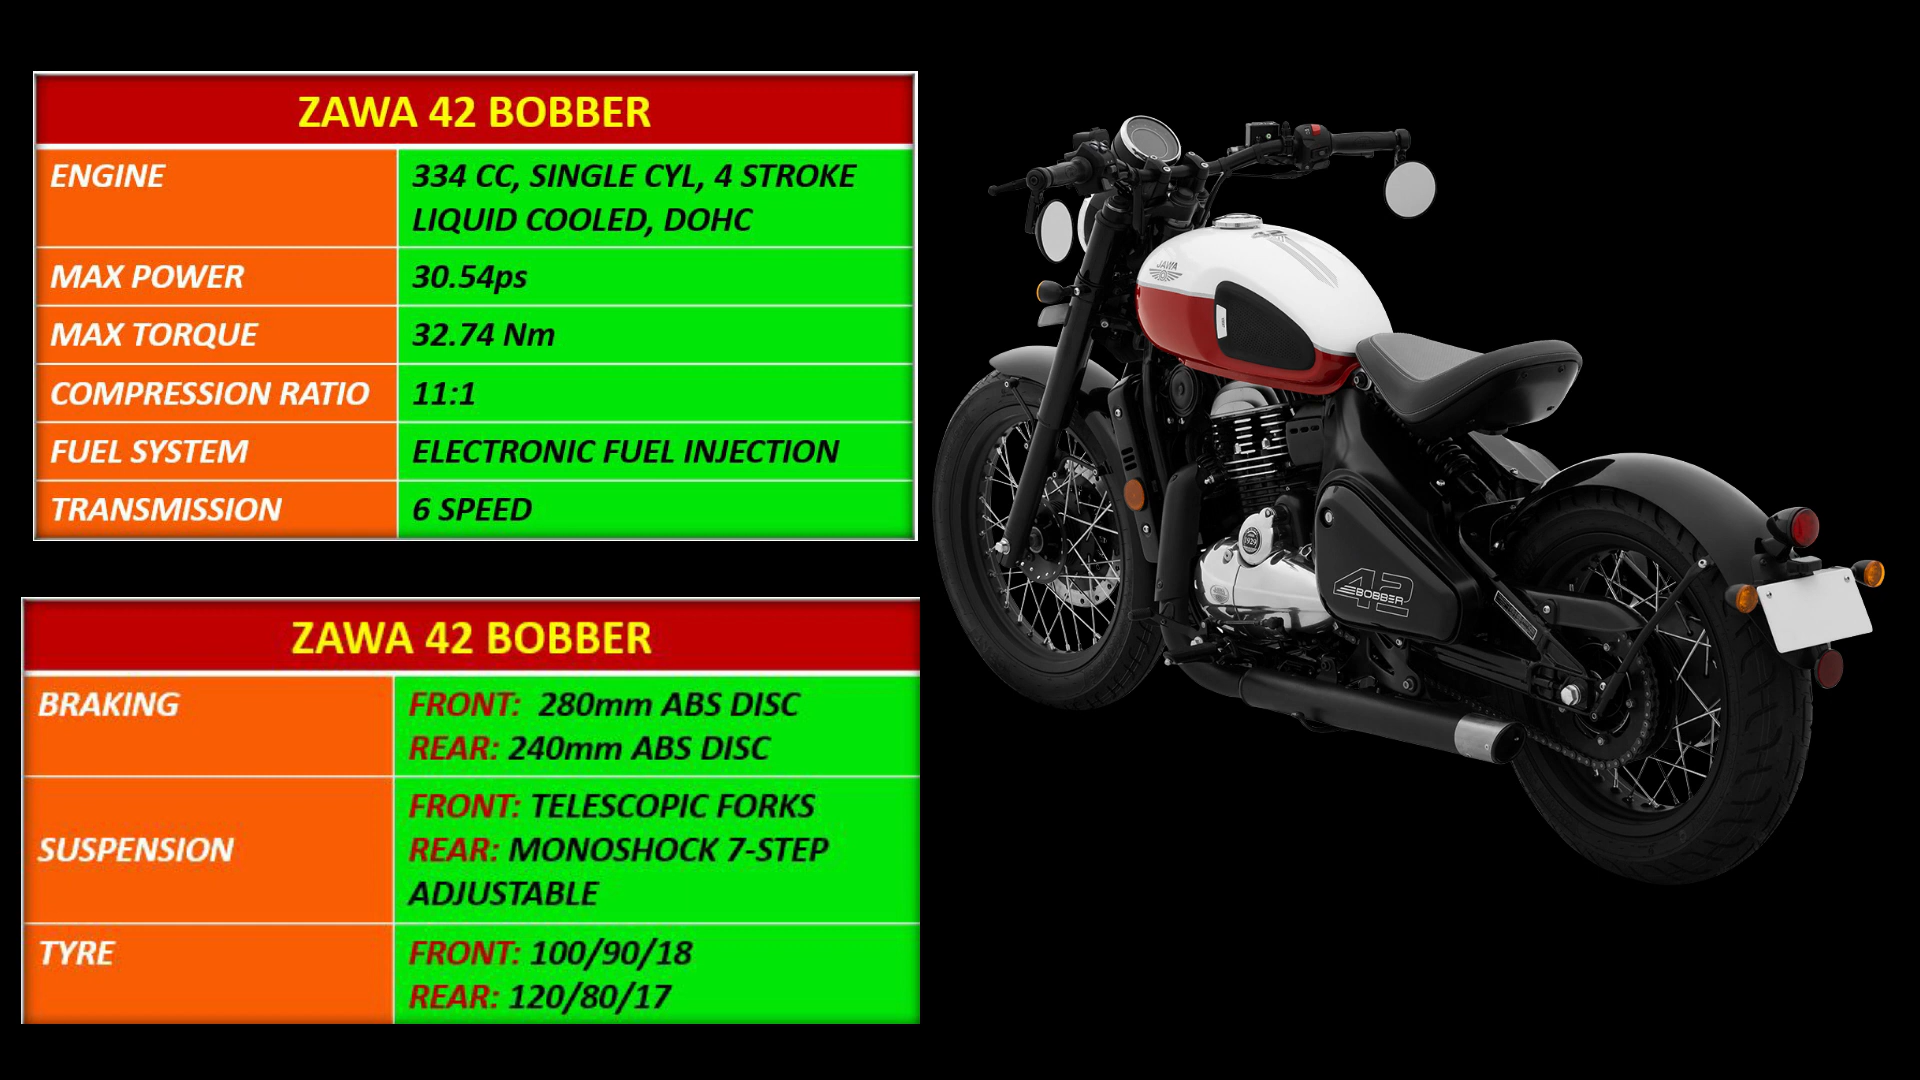 ZAWA 42 BOBBER
ENGINE
334 CC, SINGLE CYL, 4 STROKE
LIQUID COOLED, DOHC
MAX POWER
30.54ps
MAX TORQUE
32.74 Nm
COMPRESSION RATIO
11:1
FUEL SYSTEM
ELECTRONIC FUEL INJECTION
TRANSMISSION
6 SPEED
ZAWA 42 BOBBER
BRAKING
FRONT: 280mm ABS DISC
REAR: 240mm ABS DISC
SUSPENSION
FRONT: TELESCOPIC FORKS
REAR: MONOSHOCK 7-STEP
ADJUSTABLE
TYRE
FRONT: 100/90/18
REAR: 120/80/17
42
JAWA
1929
42
BOBBER